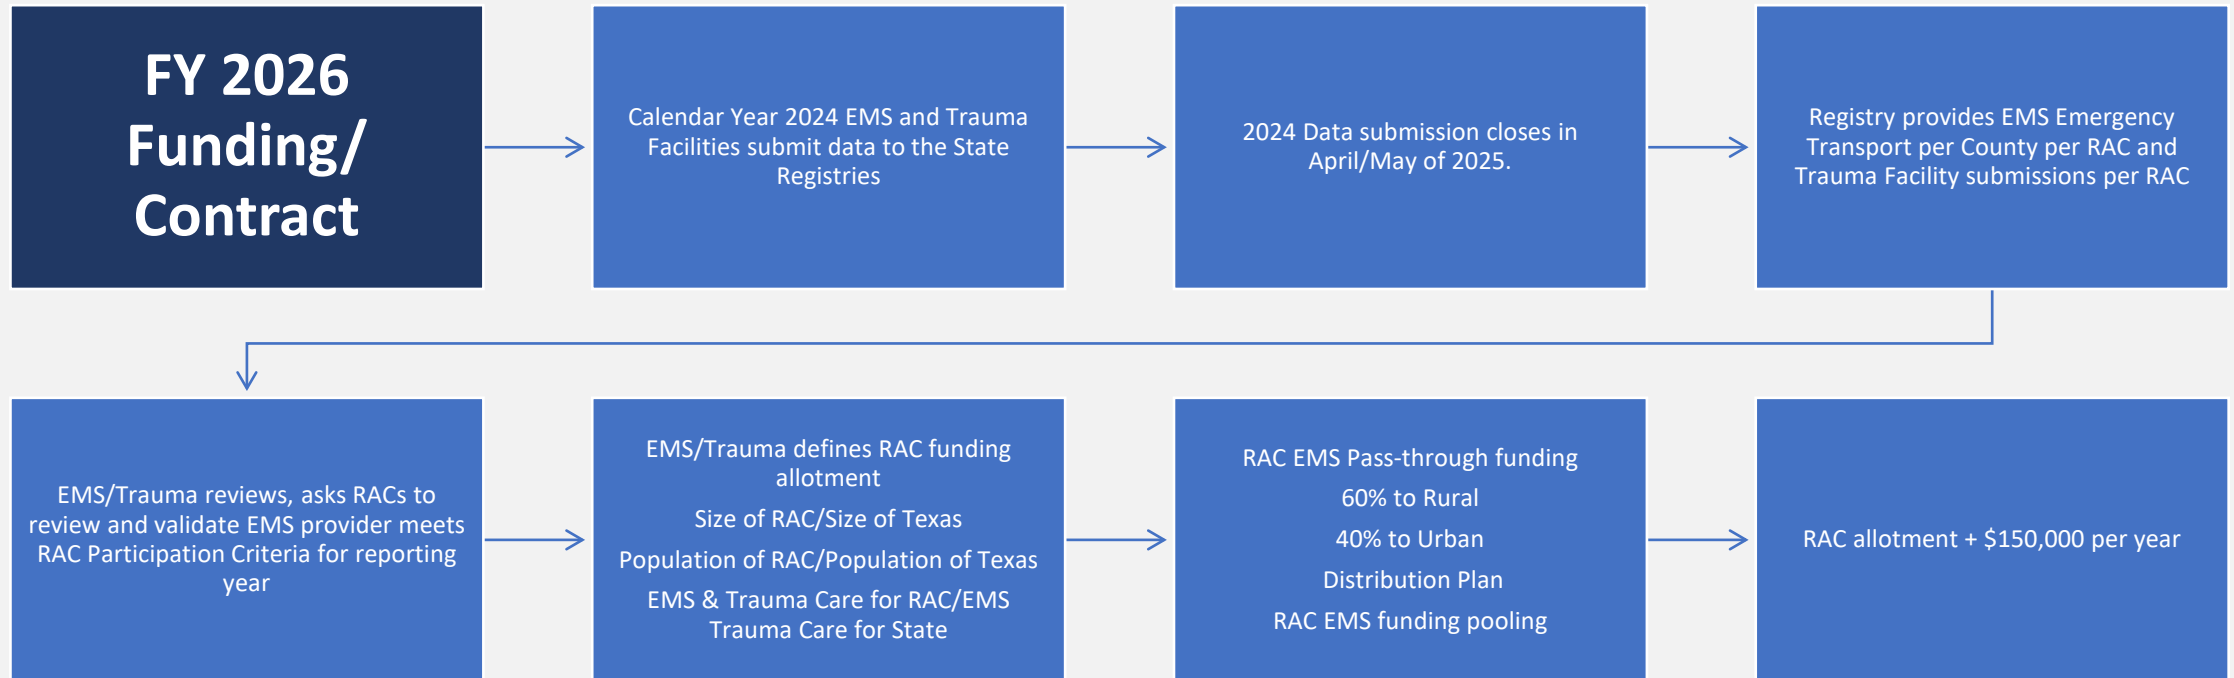 FY 2026
Funding/
Contract
Calendar Year 2024 EMS and Trauma
Facilities submit data to the State
Registries
2024 Data submission closes in
April/May of 2025.
Registry provides EMS Emergency
Transport per County per RAC and
Trauma Facility submissions per RAC
EMS/Trauma reviews, asks RACs to
review and validate EMS provider meets
RAC Participation Criteria for reporting
year
EMS/Trauma defines RAC funding
allotment
Size of RAC/Size of Texas
Population of RAC/Population of Texas
EMS & Trauma Care for RAC/EMS
Trauma Care for State
RAC EMS Pass-through funding
60% to Rural
40% to Urban
Distribution Plan
RAC EMS funding pooling
RAC allotment + $150,000 per year